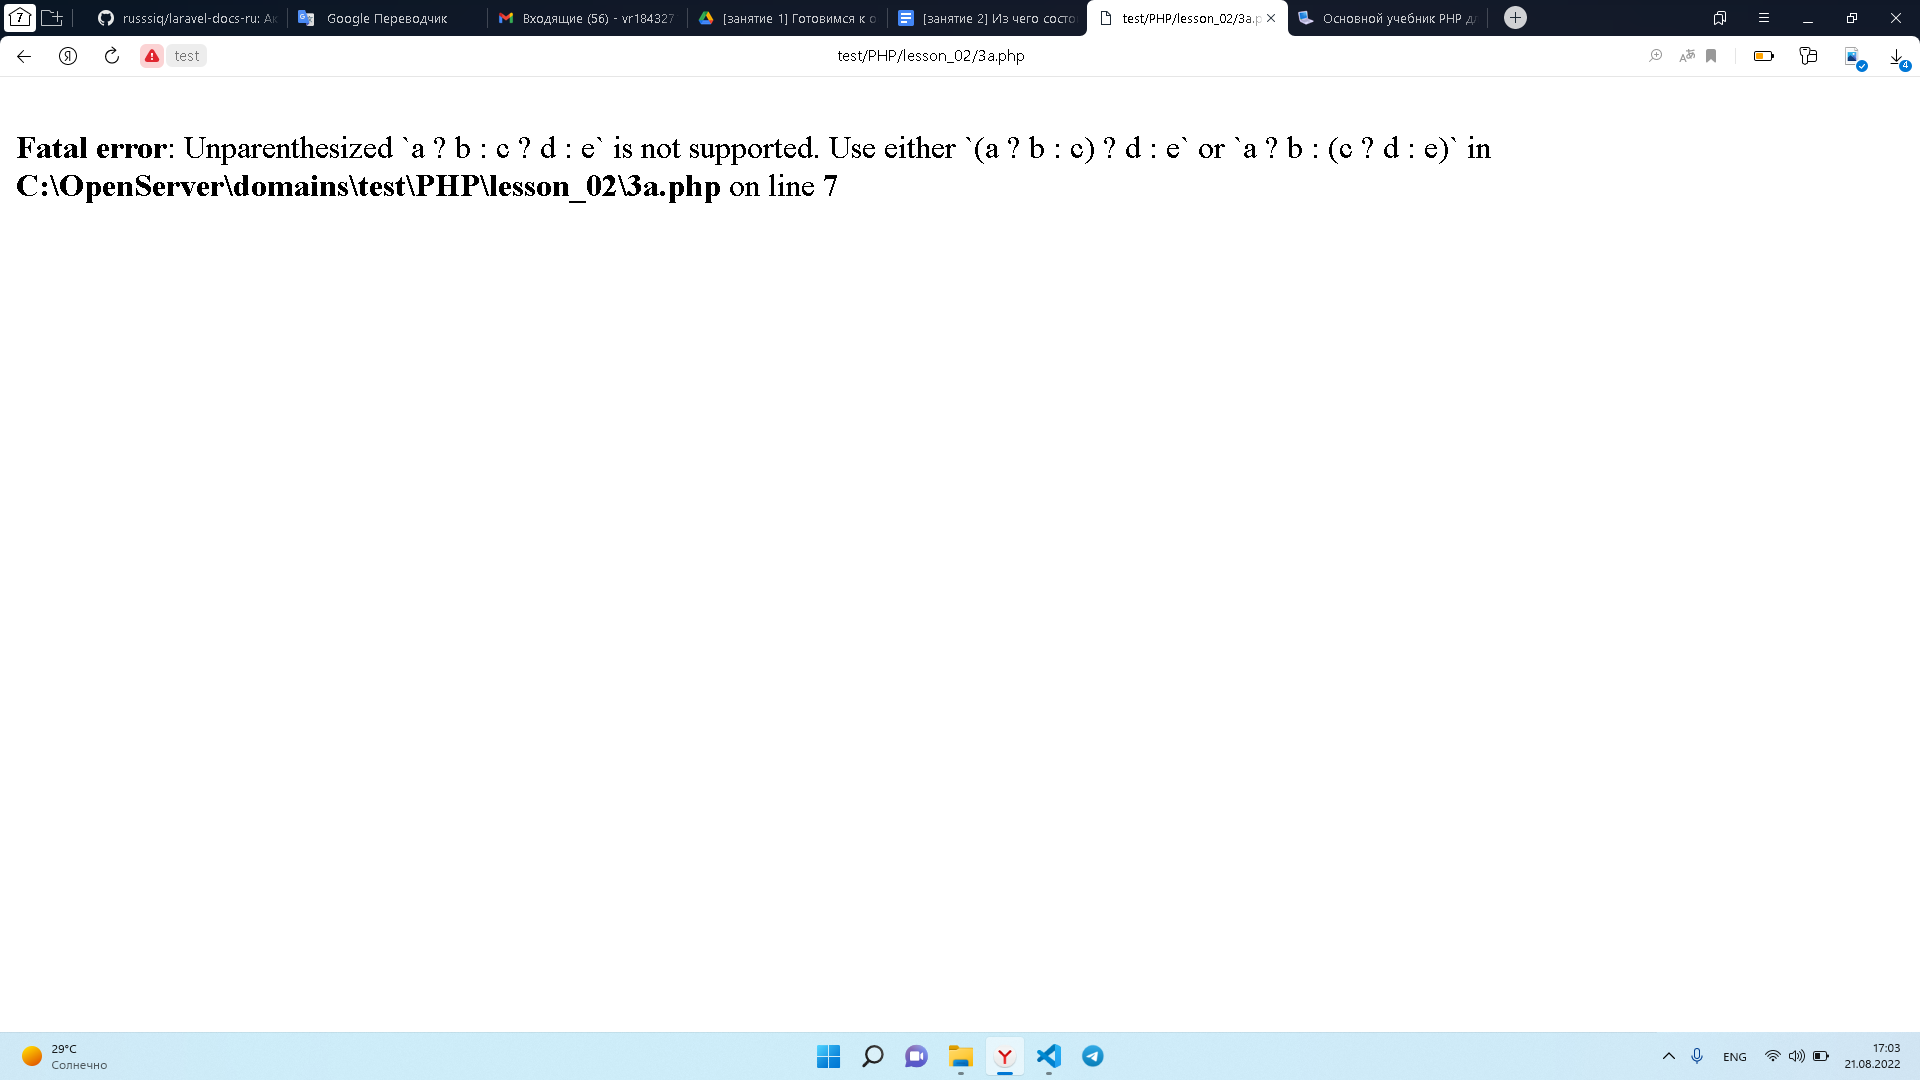 7
russsiq/laravel-docs-ru: Ак
Google Переводчик
Входящие (56) - vr184327
[занятие 1] Готовимся к о
[занятие 2] Из чего состо
test/PHP/lesson_02/3a.p
Основной учебник PHP дл
Я
test
test/PHP/lesson_02/3a.php
4
Fatal error: Unparenthesized `a ? b : c ? d : e` is not supported. Use either `(a ? b : c) ? d : e` or `a ? b : (c ? d : e)` in
C:\OpenServer\domains\test\PHP\lesson_02\3a.php on line 7
29°C
Солнечно
ENG
17:03
21.08.2022